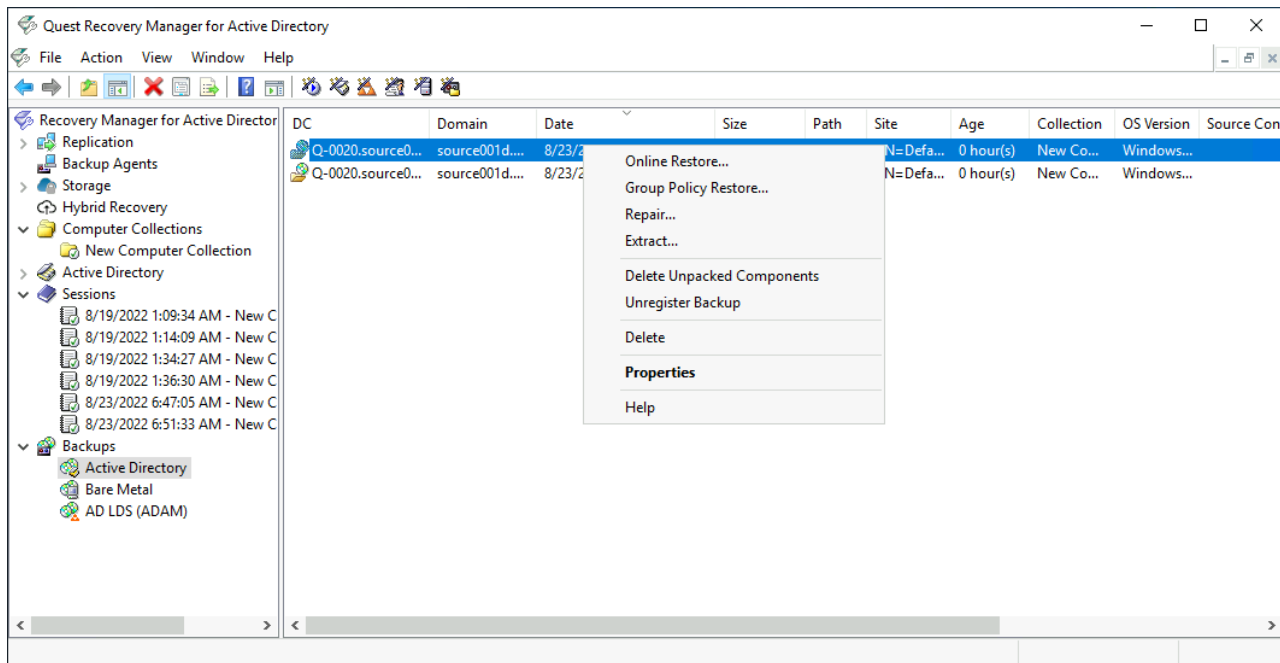 Quest Recovery Manager for Active Directory
File Action View Window Help
Recovery Manager for Active Director
Replication
Backup Agents
Storage
Hybrid Recovery
Computer Collections
New Computer Collection
Active Directory
Sessions
8/19/2022 1:09:34 AM - New C
8/19/2022 1:14:09 AM - New C
8/19/2022 1:34:27 AM - New C
8/19/2022 1:36:30 AM - New C
8/23/2022 6:47:05 AM - New C
8/23/2022 6:51:33 AM - New C
Backups
Active Directory
Bare Metal
AD LDS (ADAM)
DC Domain Date Size Path Site Age Collection OS Version Source Con
Q-0020.source0... source001d.... 8/23/2 N=Defa... 0 hour(s) New Co... Windows...
Q-0020.source0... source001d.... 8/23/2 N=Defa... 0 hour(s) New Co... Windows...
Online Restore...
Group Policy Restore...
Repair...
Extract...
Delete Unpacked Components
Unregister Backup
Delete
Properties
Help